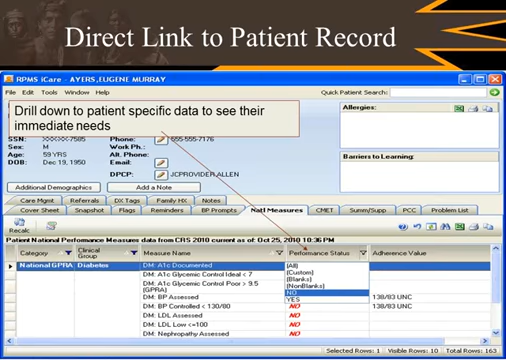 Direct Link to Patient Record
RPMS iCare - AYERS,EUGENE MURRAY
File Edit Tools Window Help Quick Patient Search:
Drill down to patient specific data to see their
immediate needs
Allergies:
SSN: XXX-XX-7585 Phone: 555-555-7176
Sex: M Work Ph.:
Age: 59 YRS Alt. Phone:
DOB: Dec 19, 1950 Email:
Barriers to Learning:
DPCP: JCPROVIDER,ALLEN
Additional Demographics Add a Note
Care Mgmt Referrals DX Tags Family HX Notes
Cover Sheet Snapshot Flags Reminders BP Prompts Natl Measures CMET Summ/Supp PCC Problem List
Recalc
Patient National Performance Measures data from CRS 2010 current as of: Oct 25, 2010 10:36 PM
Category Clinical Group Measure Name Performance Status Adherence Value
National GPRA Diabetes DM: A1c Documented (All)
DM: A1c Glycemic Control Ideal < 7 (Custom)
(Blanks)
DM: A1c Glycemic Control Poor > 9.5 (GPRA) (NonBlanks)
NO
DM: BP Assessed YES 138/83 UNC
DM: BP Controlled < 130/80 NO 138/83 UNC
DM: LDL Assessed NO
DM: LDL Low <=100 NO
DM: Nephropathy Assessed NO
Selected Rows: 1 Visible Rows: 10 Total Rows: 163